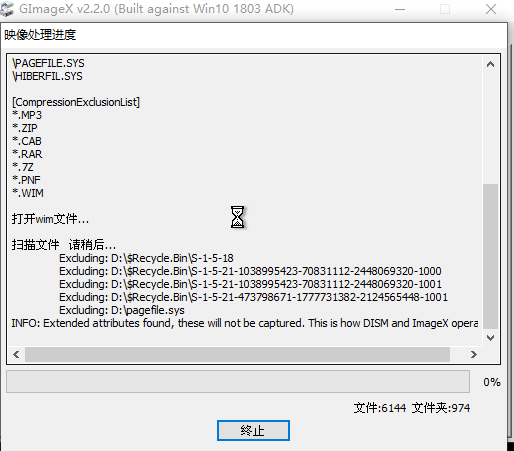 GImageX v2.2.0 (Built against Win10 1803 ADK)
映像处理进度
\PAGEFILE.SYS
\HIBERFIL.SYS
[CompressionExclusionList]
*.MP3
*.ZIP
*.CAB
*.RAR
*.7Z
*.PNF
*.WIM
打开wim文件...
扫描文件 请稍后...
Excluding: D:\$Recycle.Bin\S-1-5-18
Excluding: D:\$Recycle.Bin\S-1-5-21-1038995423-70831112-2448069320-1000
Excluding: D:\$Recycle.Bin\S-1-5-21-1038995423-70831112-2448069320-1001
Excluding: D:\$Recycle.Bin\S-1-5-21-473798671-1777731382-2124565448-1001
Excluding: D:\pagefile.sys
INFO: Extended attributes found, these will not be captured. This is how DISM and ImageX opera
0%
文件:6144 文件夹:974
终止